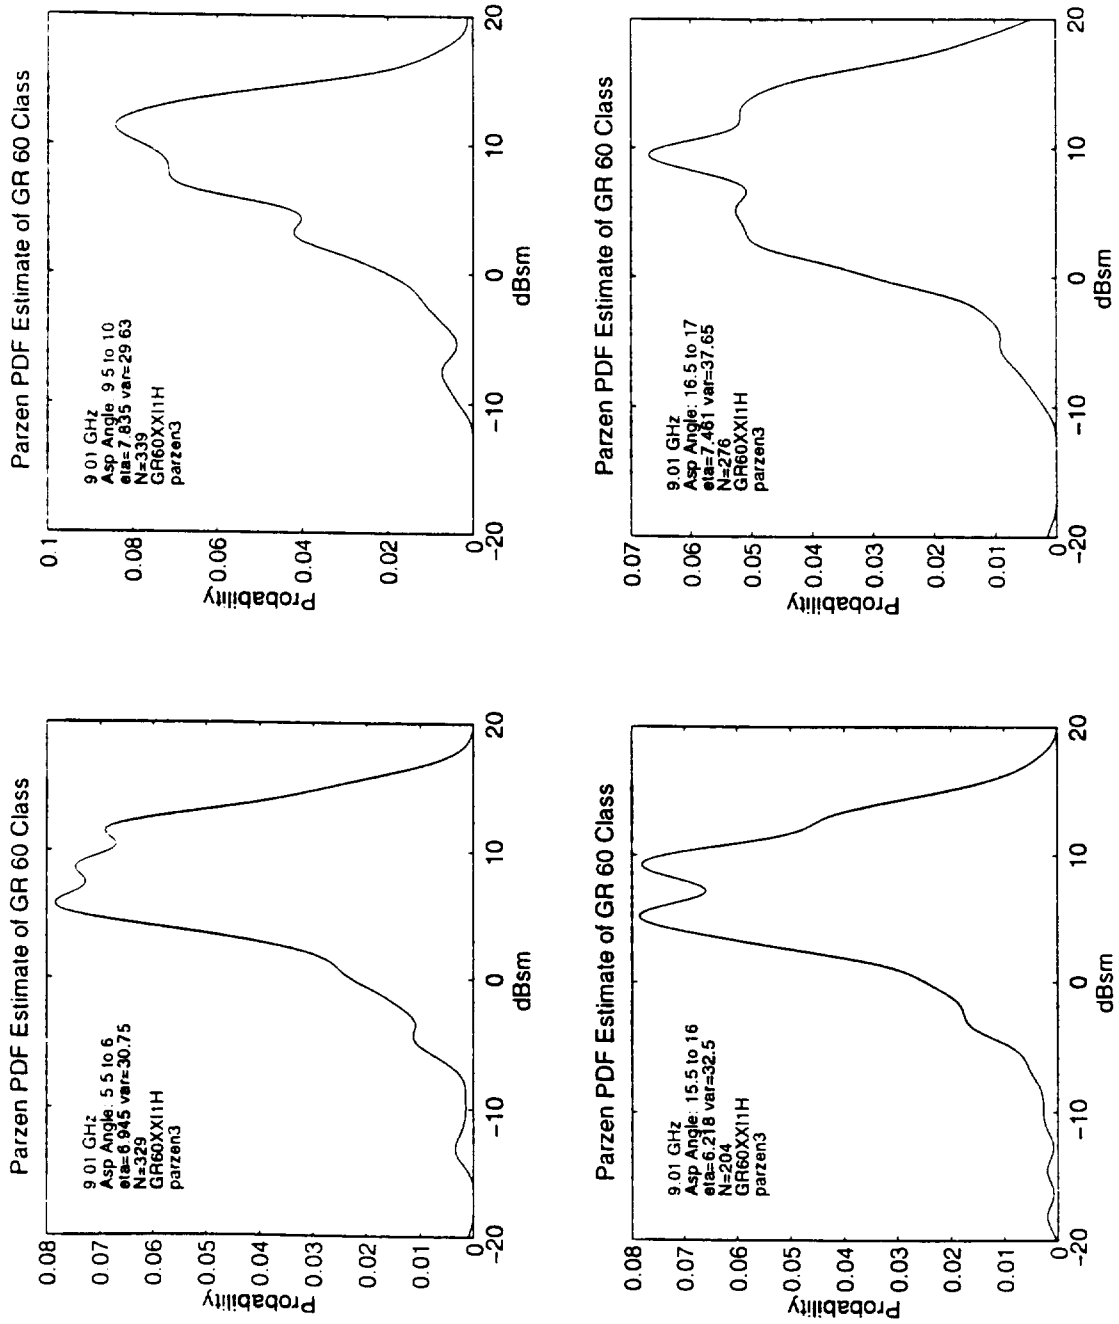 Parzen PDF Estimate of GR 60 Class
0.08
0.07
0.06
0.05
0.04
0.03
0.02
0.01
0
Probability
9 01 GHz
Asp Angle: 5 5 to 6
eta=6.945 var=30.75
N=329
GR60XXI1H
parzen3
-20
-10
0
10
20
dBsm
Parzen PDF Estimate of GR 60 Class
0.1
0.08
0.06
0.04
0.02
0
Probability
9 01 GHz
Asp Angle 9 5 to 10
eta=7.835 var=29 63
N=339
GR60XXI1H
parzen3
-20
-10
0
10
20
dBsm
Parzen PDF Estimate of GR 60 Class
0.08
0.07
0.06
0.05
0.04
0.03
0.02
0.01
0
Probability
9.01 GHz
Asp Angle: 15.5 to 16
eta=6.218 var=32.5
N=204
GR60XXI1H
parzen3
-20
-10
0
10
20
dBsm
Parzen PDF Estimate of GR 60 Class
0.07
0.06
0.05
0.04
0.03
0.02
0.01
0
Probability
9.01 GHz
Asp Angle: 16.5 to 17
eta=7.461 var=37.65
N=276
GR60XXI1H
parzen3
-20
-10
0
10
20
dBsm